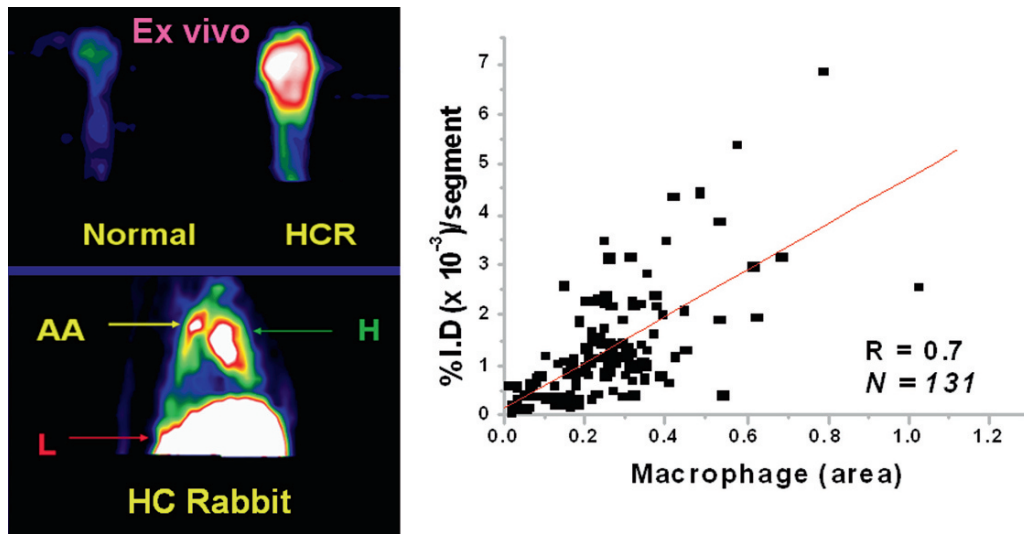 Ex vivo
Normal HCR
AA H
L
HC Rabbit
%I.D (x 10⁻³)/segment
7
6
5
4
3
2
1
0
R = 0.7
N = 131
0.0 0.2 0.4 0.6 0.8 1.0 1.2
Macrophage (area)